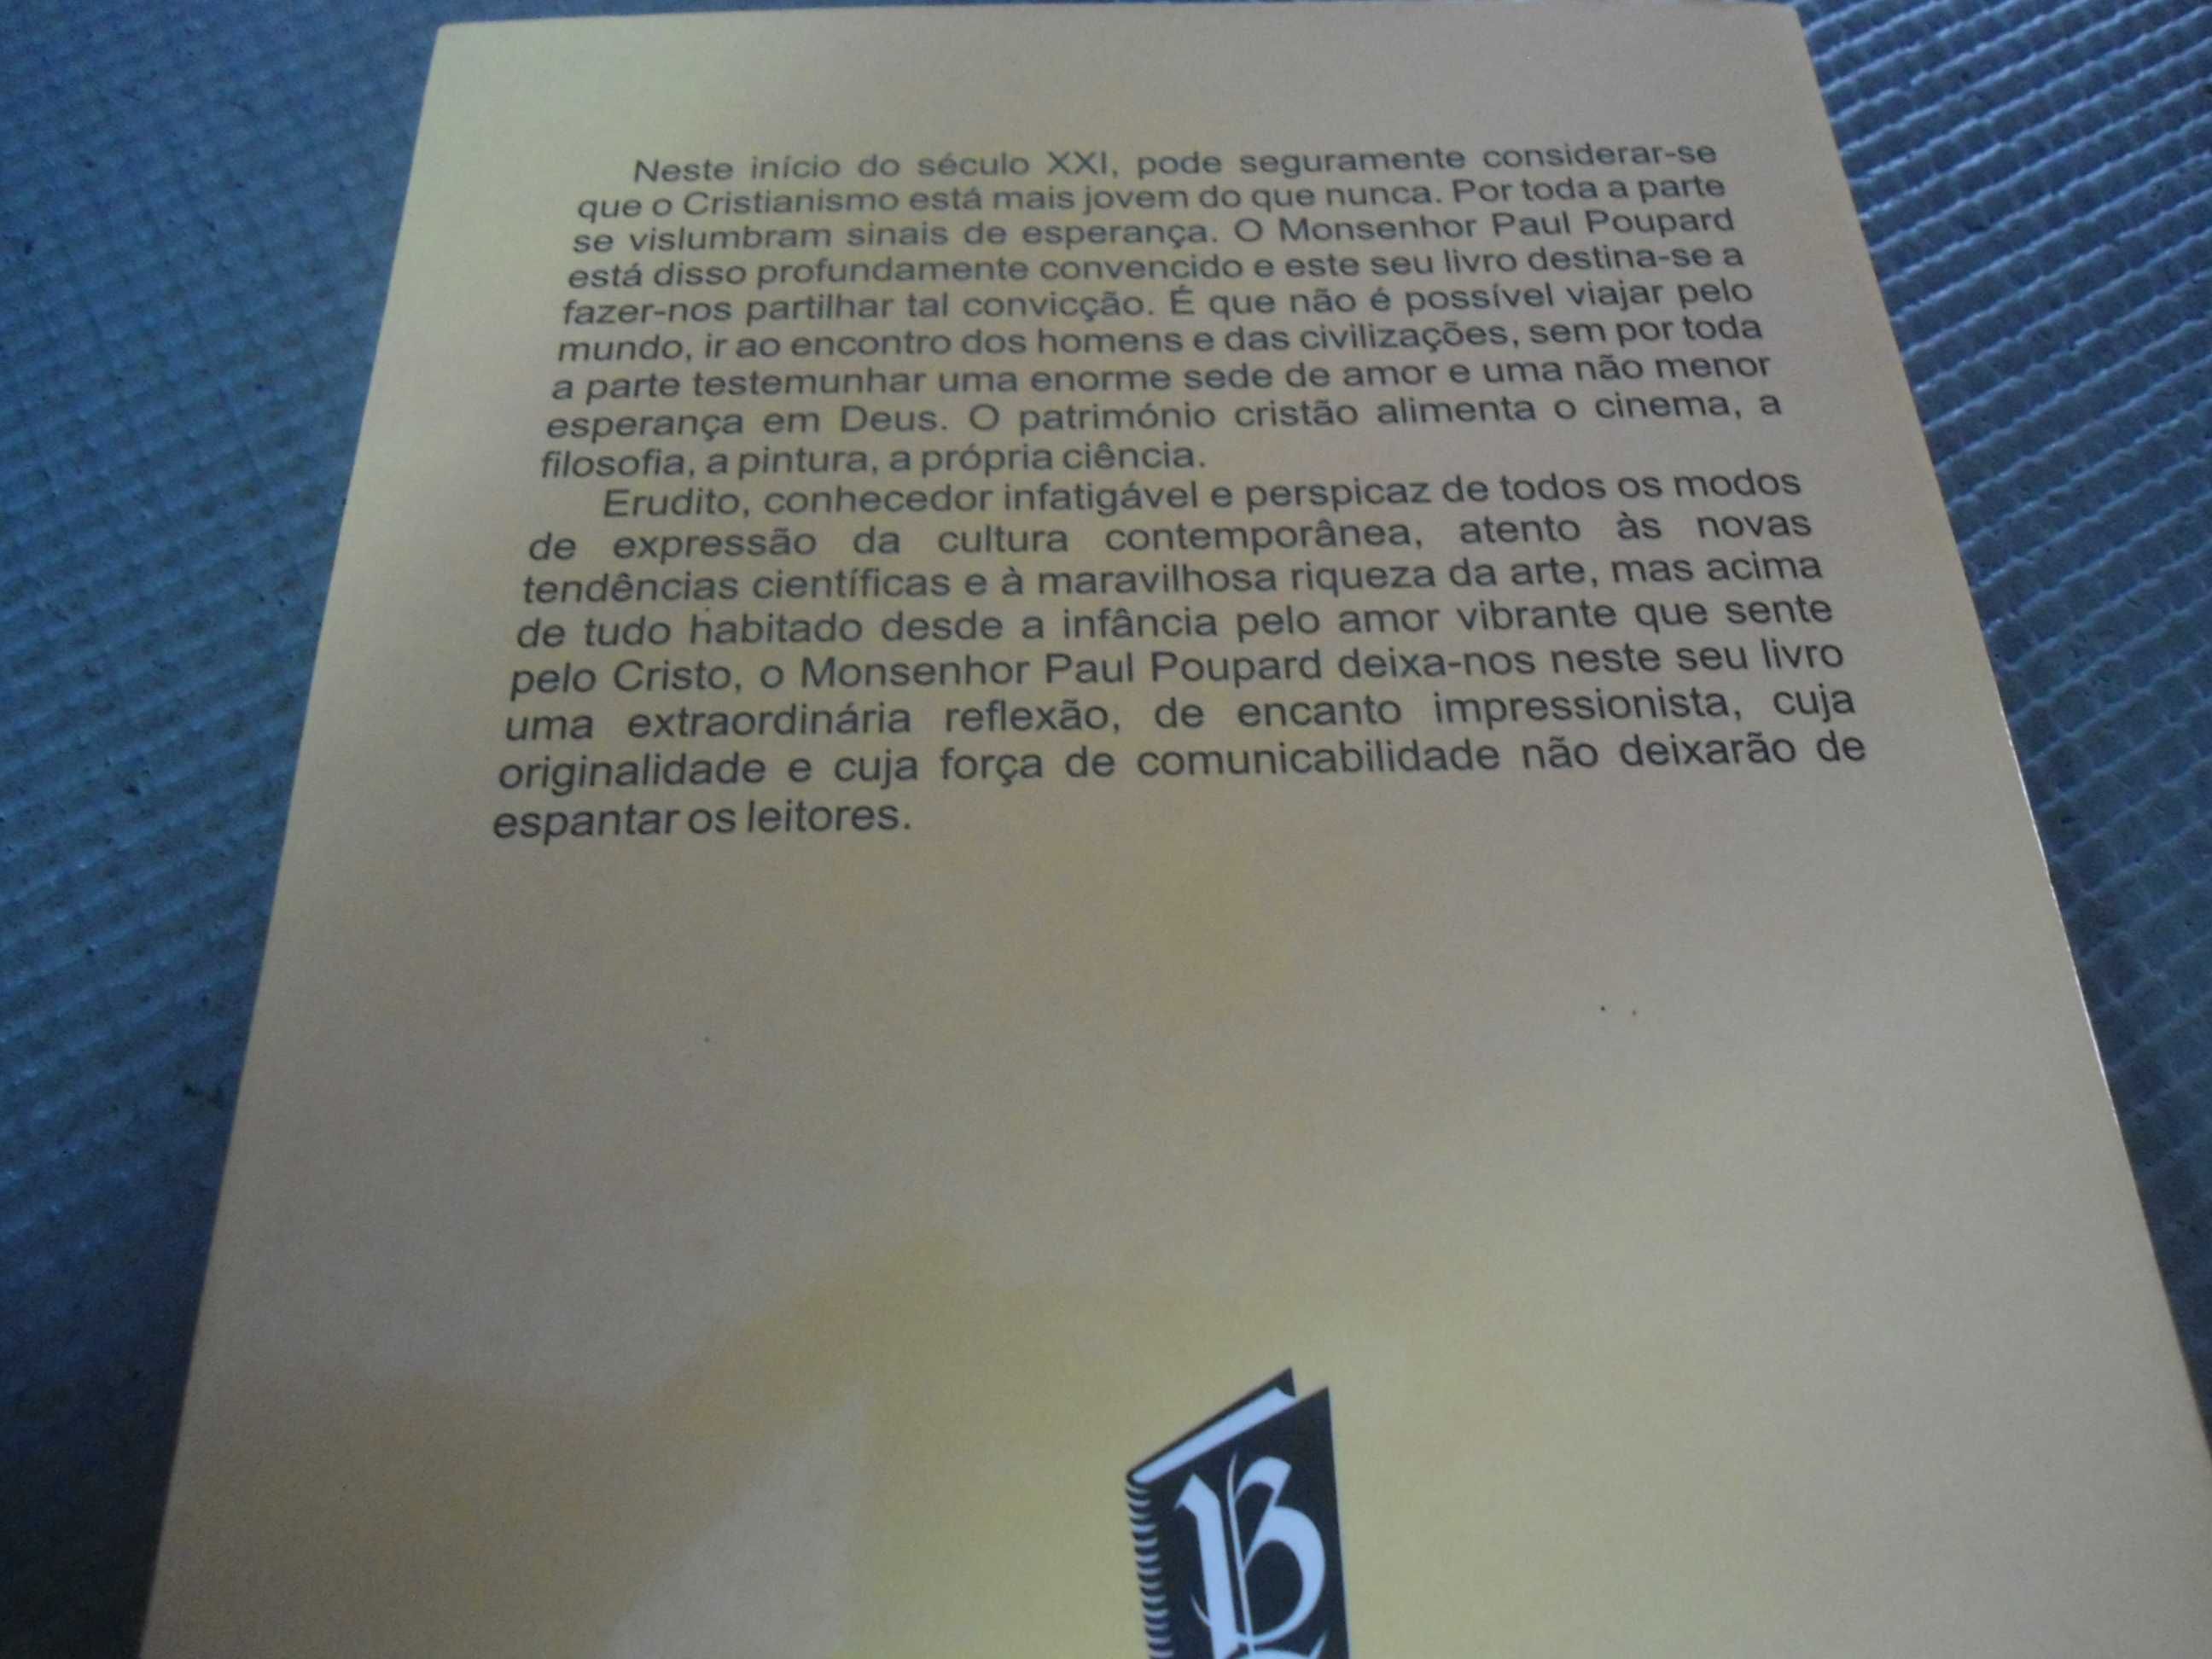 Neste início do século XXI, pode seguramente considerar-se
que o Cristianismo está mais jovem do que nunca. Por toda a parte
se vislumbram sinais de esperança. O Monsenhor Paul Poupard
está disso profundamente convencido e este seu livro destina-se a
fazer-nos partilhar tal convicção. É que não é possível viajar pelo
mundo, ir ao encontro dos homens e das civilizações, sem por toda
a parte testemunhar uma enorme sede de amor e uma não menor
esperança em Deus. O património cristão alimenta o cinema, a
filosofia, a pintura, a própria ciência.
Erudito, conhecedor infatigável e perspicaz de todos os modos
de expressão da cultura contemporânea, atento às novas
tendências científicas e à maravilhosa riqueza da arte, mas acima
de tudo habitado desde a infância pelo amor vibrante que sente
pelo Cristo, o Monsenhor Paul Poupard deixa-nos neste seu livro
uma extraordinária reflexão, de encanto impressionista, cuja
originalidade e cuja força de comunicabilidade não deixarão de
espantar os leitores.
B